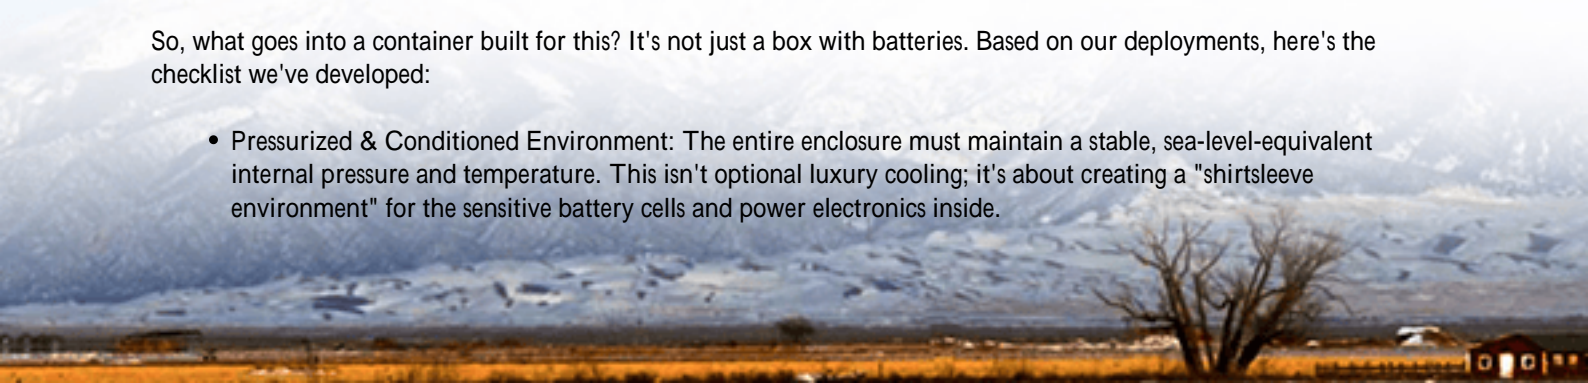 So, what goes into a container built for this? It's not just a box with batteries. Based on our deployments, here's the
checklist we've developed:
• Pressurized & Conditioned Environment: The entire enclosure must maintain a stable, sea-level-equivalent
internal pressure and temperature. This isn't optional luxury cooling; it's about creating a "shirtsleeve
environment" for the sensitive battery cells and power electronics inside.